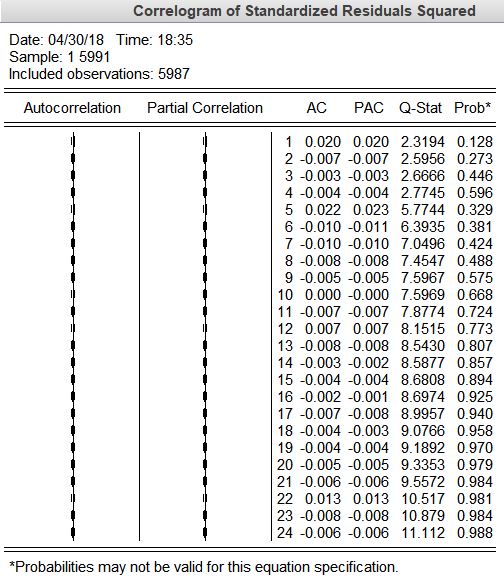 Correlogram of Standardized Residuals Squared
Date: 04/30/18 Time: 18:35
Sample: 1 5991
Included observations: 5987
Autocorrelation Partial Correlation AC PAC Q-Stat Prob*
1 0.020 0.020 2.3194 0.128
2 -0.007 -0.007 2.5956 0.273
3 -0.003 -0.003 2.6666 0.446
4 -0.004 -0.004 2.7745 0.596
5 0.022 0.023 5.7744 0.329
6 -0.010 -0.011 6.3935 0.381
7 -0.010 -0.010 7.0496 0.424
8 -0.008 -0.008 7.4547 0.488
9 -0.005 -0.005 7.5967 0.575
10 0.000 -0.000 7.5969 0.668
11 -0.007 -0.007 7.8774 0.724
12 0.007 0.007 8.1515 0.773
13 -0.008 -0.008 8.5430 0.807
14 -0.003 -0.002 8.5877 0.857
15 -0.004 -0.004 8.6808 0.894
16 -0.002 -0.001 8.6974 0.925
17 -0.007 -0.008 8.9957 0.940
18 -0.004 -0.003 9.0766 0.958
19 -0.004 -0.004 9.1892 0.970
20 -0.005 -0.005 9.3353 0.979
21 -0.006 -0.006 9.5572 0.984
22 0.013 0.013 10.517 0.981
23 -0.008 -0.008 10.879 0.984
24 -0.006 -0.006 11.112 0.988
*Probabilities may not be valid for this equation specification.